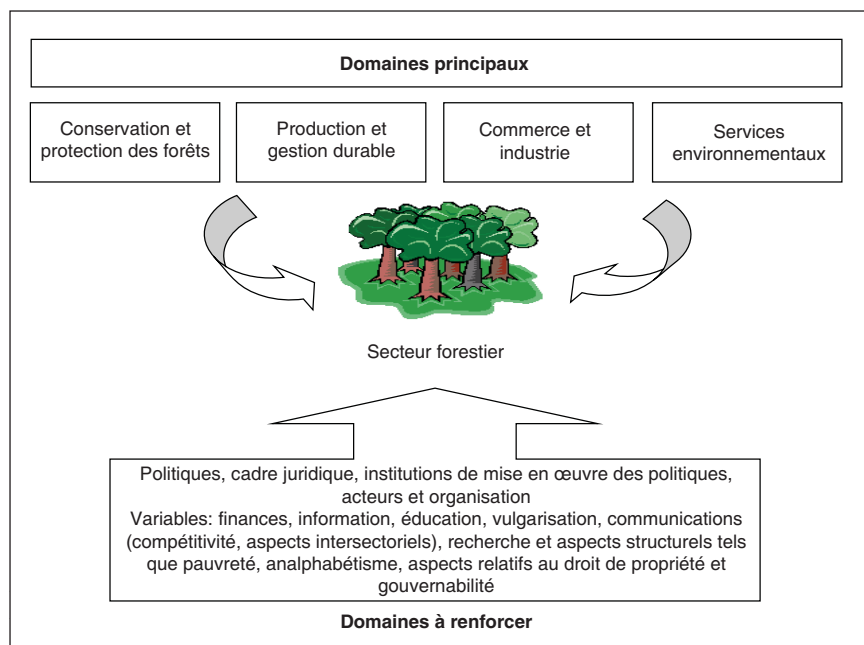 Domaines principaux
Conservation et
protection des forêts
Production et
gestion durable
Commerce et
industrie
Services
environnementaux
Secteur forestier
Politiques, cadre juridique, institutions de mise en œuvre des politiques,
acteurs et organisation
Variables: finances, information, éducation, vulgarisation, communications
(compétitivité, aspects intersectoriels), recherche et aspects structurels tels
que pauvreté, analphabétisme, aspects relatifs au droit de propriété et
gouvernabilité
Domaines à renforcer